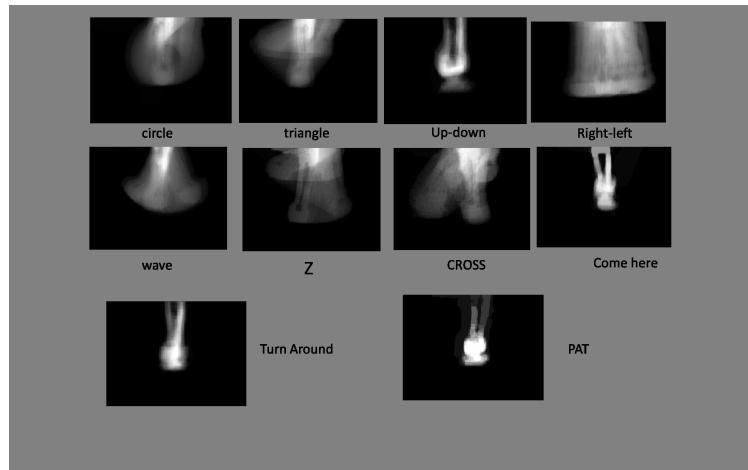 circle
triangle
Up-down
Right-left
wave
Z
CROSS
Come here
Turn Around
PAT